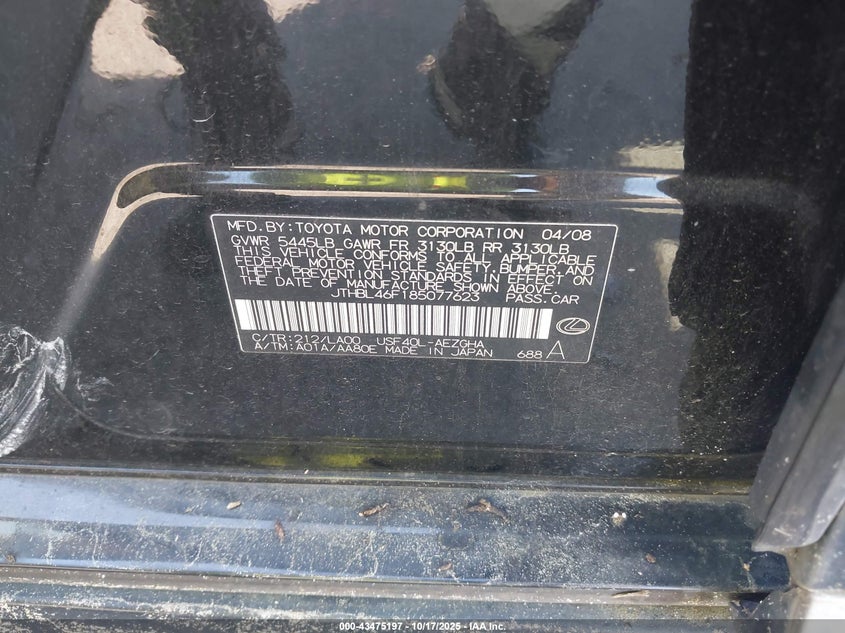 MFD.BY:TOYOTA MOTOR CORPORATION 04/08
GVWR 5445LB GAWR FR 3130LB RR 3130LB
THIS VEHICLE CONFORMS TO ALL APPLICABLE
FEDERAL MOTOR VEHICLE SAFETY, BUMPER, AND
THEFT PREVENTION STANDARDS IN EFFECT ON
THE DATE OF MANUFACTURE SHOWN ABOVE.
JTHBL46F185077623 PASS.CAR
C/TR:212/LA00 USF40L-AEZGHA
A/TM:A01A/AA80E MADE IN JAPAN 688 A
000-43475197 - 10/17/2025 - IAA Inc.